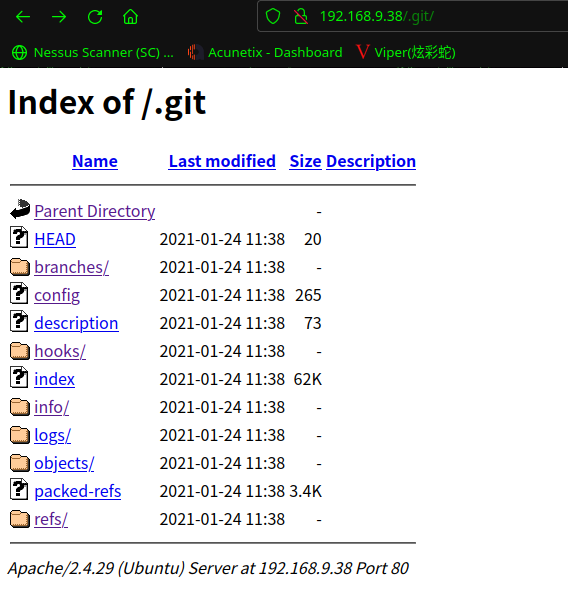 192.168.9.38/.git/
Nessus Scanner (SC) ... Acunetix - Dashboard Viper(炫彩蛇)
Index of /.git
Name Last modified Size Description
Parent Directory -
HEAD 2021-01-24 11:38 20
branches/ 2021-01-24 11:38 -
config 2021-01-24 11:38 265
description 2021-01-24 11:38 73
hooks/ 2021-01-24 11:38 -
index 2021-01-24 11:38 62K
info/ 2021-01-24 11:38 -
logs/ 2021-01-24 11:38 -
objects/ 2021-01-24 11:38 -
packed-refs 2021-01-24 11:38 3.4K
refs/ 2021-01-24 11:38 -
Apache/2.4.29 (Ubuntu) Server at 192.168.9.38 Port 80